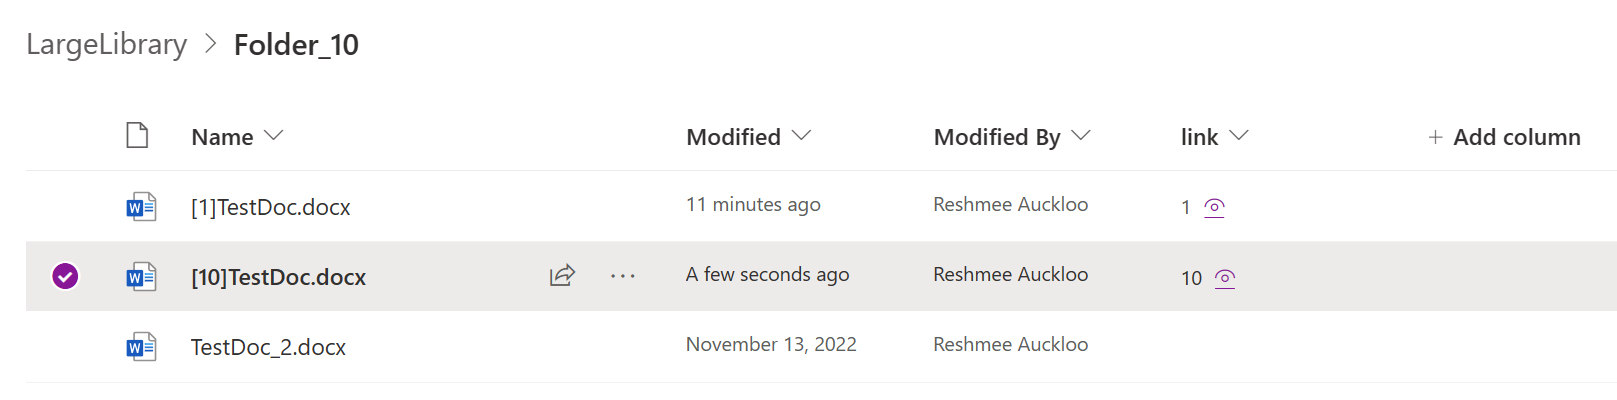 LargeLibrary > Folder_10
Name Modified Modified By link + Add column
[1]TestDoc.docx 11 minutes ago Reshmee Auckloo 1
[10]TestDoc.docx ... A few seconds ago Reshmee Auckloo 10
TestDoc_2.docx November 13, 2022 Reshmee Auckloo